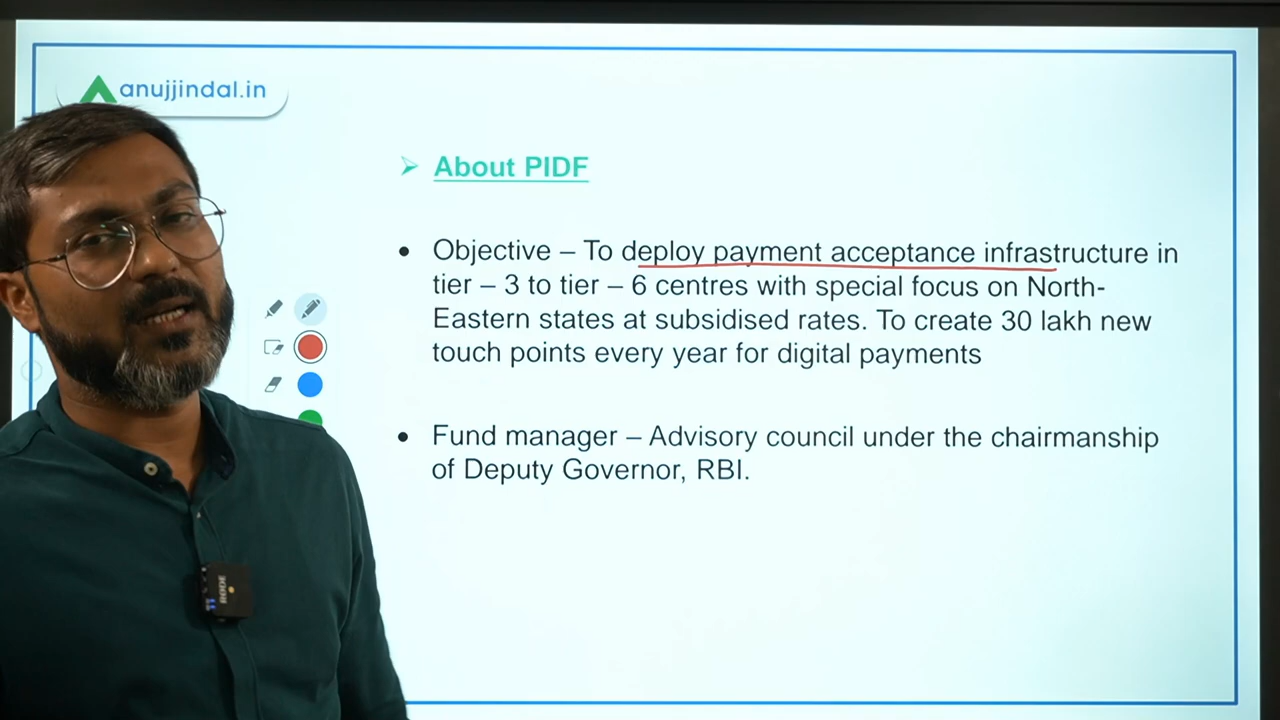 anujjindal.in
About PIDF
Objective – To deploy payment acceptance infrastructure in
tier – 3 to tier – 6 centres with special focus on North-
Eastern states at subsidised rates. To create 30 lakh new
touch points every year for digital payments
Fund manager – Advisory council under the chairmanship
of Deputy Governor, RBI.
RODE